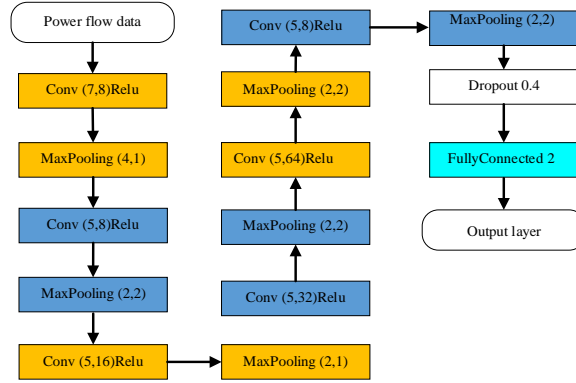 Power flow data
Conv (7,8)Relu
MaxPooling (4,1)
Conv (5,8)Relu
MaxPooling (2,2)
Conv (5,16)Relu
MaxPooling (2,1)
Conv (5,32)Relu
MaxPooling (2,2)
Conv (5,64)Relu
MaxPooling (2,2)
Conv (5,8)Relu
MaxPooling (2,2)
Dropout 0.4
FullyConnected 2
Output layer